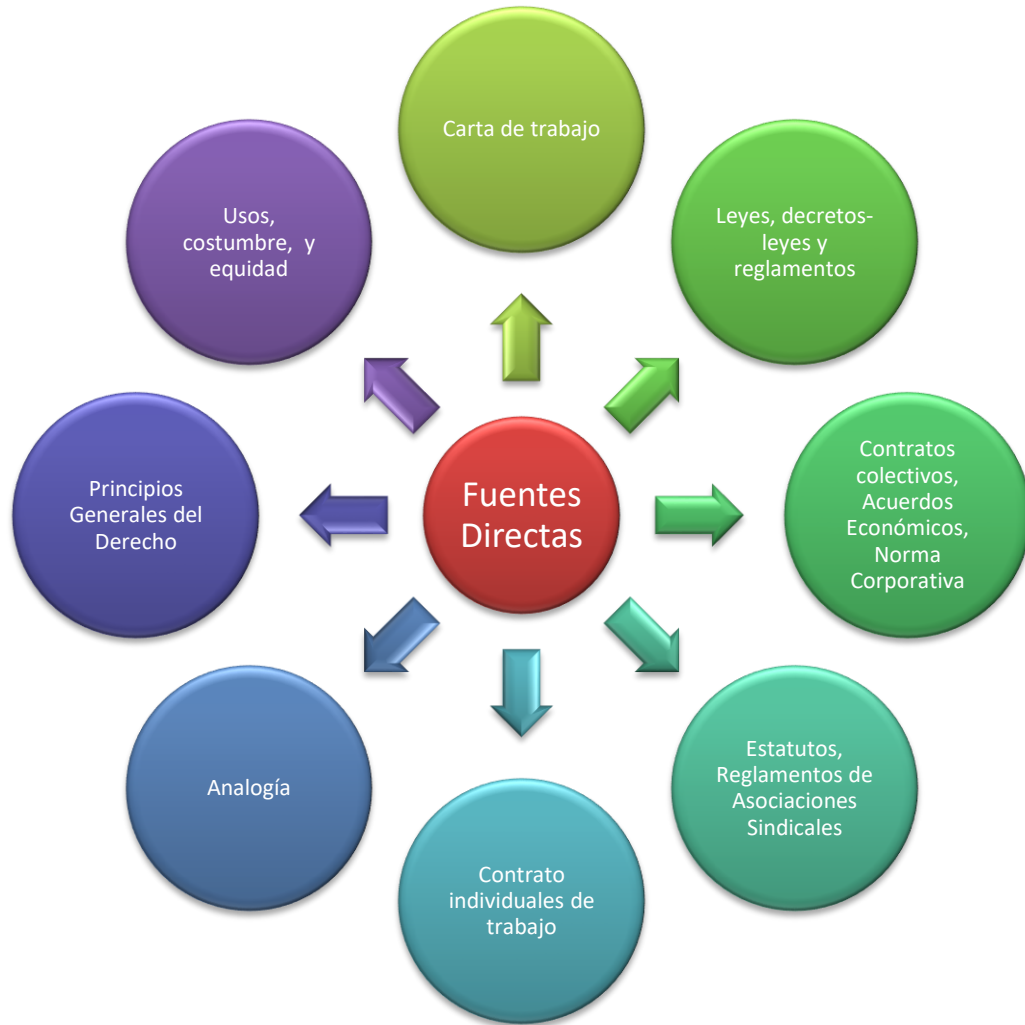 Carta de trabajo
Leyes, decretos-
leyes y
reglamentos
Contratos
colectivos,
Acuerdos
Económicos,
Norma
Corporativa
Estatutos,
Reglamentos de
Asociaciones
Sindicales
Contrato
individuales de
trabajo
Analogía
Principios
Generales del
Derecho
Usos,
costumbre, y
equidad
Fuentes
Directas